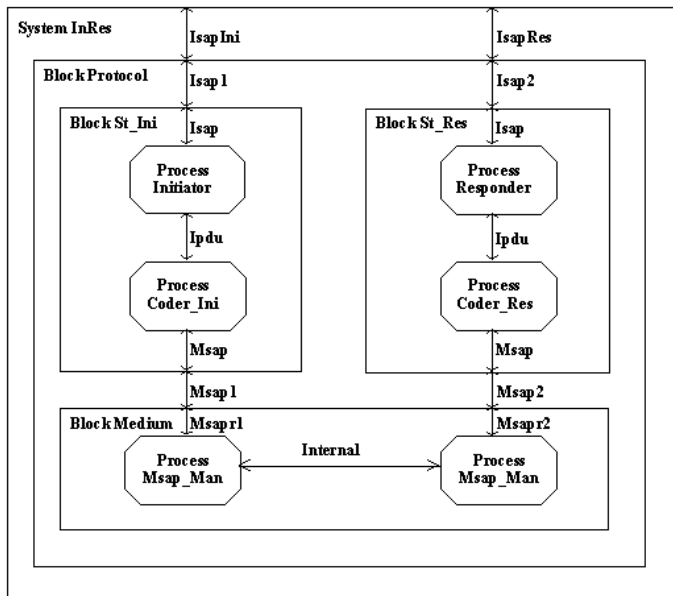 System InRes
IsapIni
IsapRes
Block Protocol
Isap1
Isap2
Block St_Ini
Block St_Res
Isap
Isap
Process
Initiator
Process
Responder
Ipdu
Ipdu
Process
Coder_Ini
Process
Coder_Res
Msap
Msap
Msap1
Msap2
Block Medium
Msapr1
Msapr2
Process
Msap_Man
Internal
Process
Msap_Man